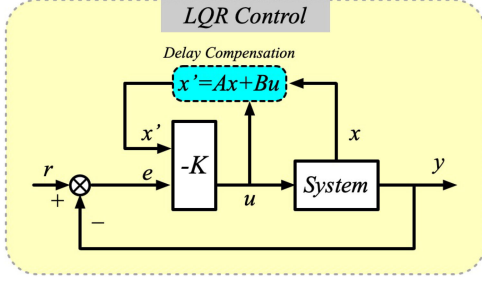 LQR Control
Delay Compensation
x'=Ax+Bu
x'
x
r
e
-K
y
+
u
System
−